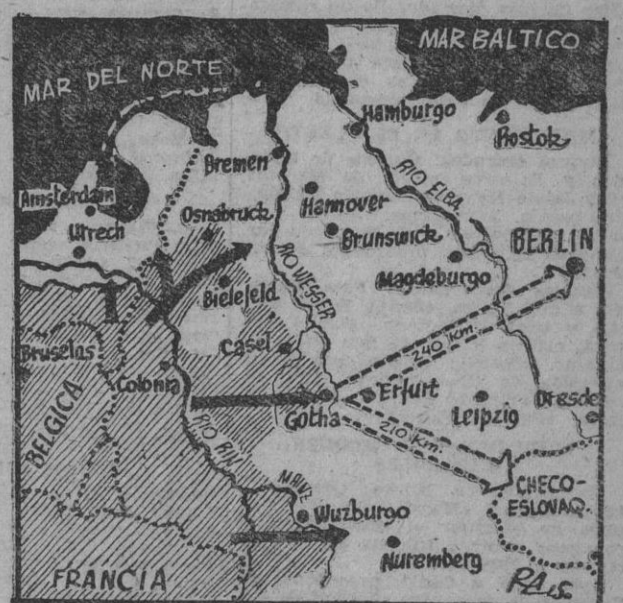 MAR BALTICO
MAR DEL NORTE
Hamburgo
Rostok
Bremen
RIO ELBA
Amsterdam
Osnabruck
Hannover
Utrech
Brunswick
BERLIN
Magdeburgo
RIO WESSER
Bielefeld
Bruselas
Casel
240 Km.
Colonia
Erfurt
Gotha
Leipzig
Dresde
BELGICA
210 Km.
RIO RIN
MAINE
CHECO-
ESLOVAQ.
Wuzburgo
Nuremberg
FRANCIA